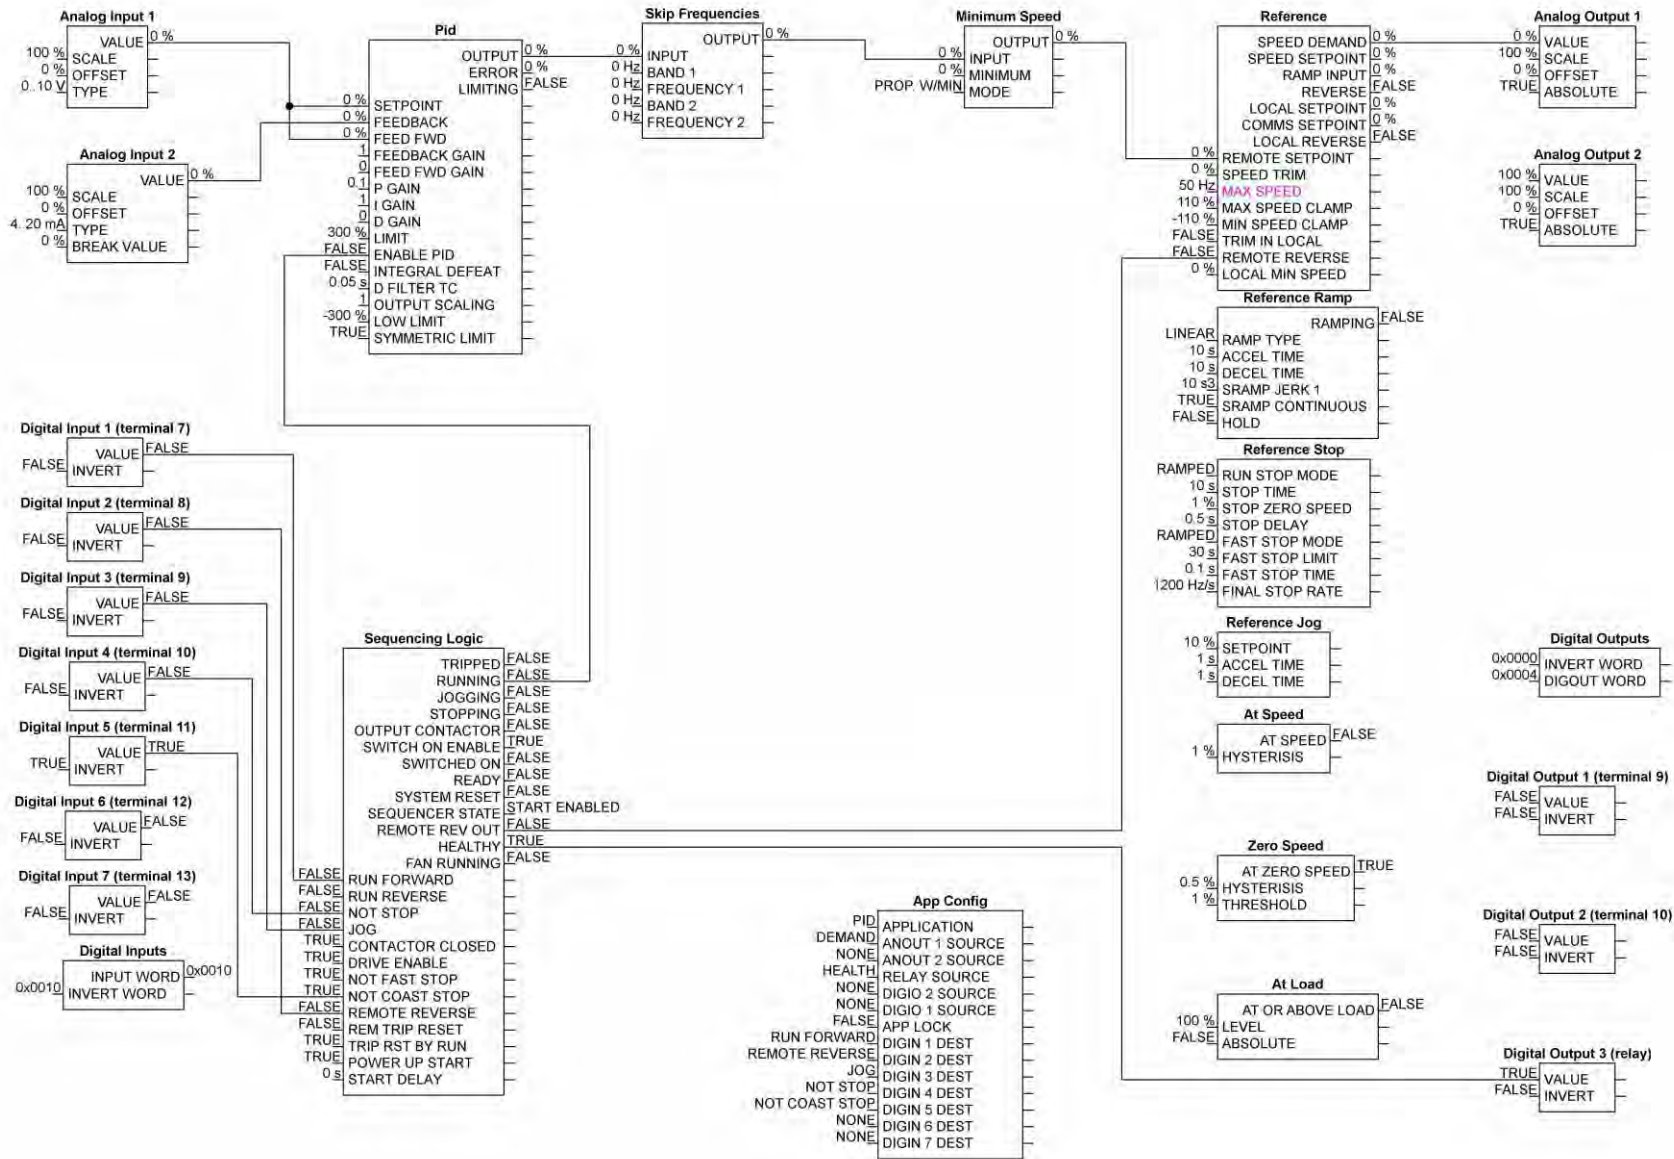 Analog Input 1
VALUE 0 %
100 % SCALE
0 % OFFSET
0..10 V TYPE
Analog Input 2
VALUE 0 %
100 % SCALE
0 % OFFSET
4..20 mA TYPE
0 % BREAK VALUE
Pid
OUTPUT 0 %
ERROR 0 %
LIMITING FALSE
0 % SETPOINT
0 % FEEDBACK
0 % FEED FWD
1 FEEDBACK GAIN
0 FEED FWD GAIN
0.1 P GAIN
1 I GAIN
0 D GAIN
300 % LIMIT
FALSE ENABLE PID
FALSE INTEGRAL DEFEAT
0.05 s D FILTER TC
1 OUTPUT SCALING
-300 % LOW LIMIT
TRUE SYMMETRIC LIMIT
Skip Frequencies
OUTPUT 0 %
0 % INPUT
0 Hz BAND 1
0 Hz FREQUENCY 1
0 Hz BAND 2
0 Hz FREQUENCY 2
Minimum Speed
OUTPUT 0 %
0 % INPUT
0 % MINIMUM
PROP. W/MIN MODE
Reference
SPEED DEMAND 0 %
SPEED SETPOINT 0 %
RAMP INPUT 0 %
REVERSE FALSE
LOCAL SETPOINT 0 %
COMMS SETPOINT 0 %
LOCAL REVERSE FALSE
0 % REMOTE SETPOINT
0 % SPEED TRIM
50 Hz MAX SPEED
110 % MAX SPEED CLAMP
-110 % MIN SPEED CLAMP
FALSE TRIM IN LOCAL
FALSE REMOTE REVERSE
0 % LOCAL MIN SPEED
Analog Output 1
0 % VALUE
100 % SCALE
0 % OFFSET
TRUE ABSOLUTE
Analog Output 2
100 % VALUE
100 % SCALE
0 % OFFSET
TRUE ABSOLUTE
Reference Ramp
RAMPING FALSE
LINEAR RAMP TYPE
10 s ACCEL TIME
10 s DECEL TIME
10 s3 SRAMP JERK 1
TRUE SRAMP CONTINUOUS
FALSE HOLD
Reference Stop
RAMPED RUN STOP MODE
10 s STOP TIME
1 % STOP ZERO SPEED
0.5 s STOP DELAY
RAMPED FAST STOP MODE
30 s FAST STOP LIMIT
0.1 s FAST STOP TIME
1200 Hz/s FINAL STOP RATE
Reference Jog
10 % SETPOINT
1 s ACCEL TIME
1 s DECEL TIME
At Speed
AT SPEED FALSE
1 % HYSTERISIS
Zero Speed
AT ZERO SPEED TRUE
0.5 % HYSTERISIS
1 % THRESHOLD
At Load
AT OR ABOVE LOAD FALSE
100 % LEVEL
FALSE ABSOLUTE
Digital Input 1 (terminal 7)
VALUE FALSE
FALSE INVERT
Digital Input 2 (terminal 8)
VALUE FALSE
FALSE INVERT
Digital Input 3 (terminal 9)
VALUE FALSE
FALSE INVERT
Digital Input 4 (terminal 10)
VALUE FALSE
FALSE INVERT
Digital Input 5 (terminal 11)
VALUE TRUE
TRUE INVERT
Digital Input 6 (terminal 12)
VALUE FALSE
FALSE INVERT
Digital Input 7 (terminal 13)
VALUE FALSE
FALSE INVERT
Digital Inputs
INPUT WORD 0x0010
0x0010 INVERT WORD
Sequencing Logic
TRIPPED FALSE
RUNNING FALSE
JOGGING FALSE
STOPPING FALSE
OUTPUT CONTACTOR FALSE
SWITCH ON ENABLE TRUE
SWITCHED ON FALSE
READY FALSE
SYSTEM RESET FALSE
SEQUENCER STATE START ENABLED
REMOTE REV OUT FALSE
HEALTHY TRUE
FAN RUNNING FALSE
FALSE RUN FORWARD
FALSE RUN REVERSE
FALSE NOT STOP
FALSE JOG
TRUE CONTACTOR CLOSED
TRUE DRIVE ENABLE
TRUE NOT FAST STOP
TRUE NOT COAST STOP
FALSE REMOTE REVERSE
FALSE REM TRIP RESET
TRUE TRIP RST BY RUN
TRUE POWER UP START
0 s START DELAY
App Config
PID APPLICATION
DEMAND ANOUT 1 SOURCE
NONE ANOUT 2 SOURCE
HEALTH RELAY SOURCE
NONE DIGIO 2 SOURCE
NONE DIGIO 1 SOURCE
FALSE APP LOCK
RUN FORWARD DIGIN 1 DEST
REMOTE REVERSE DIGIN 2 DEST
JOG DIGIN 3 DEST
NOT STOP DIGIN 4 DEST
NOT COAST STOP DIGIN 5 DEST
NONE DIGIN 6 DEST
NONE DIGIN 7 DEST
Digital Outputs
0x0000 INVERT WORD
0x0004 DIGOUT WORD
Digital Output 1 (terminal 9)
FALSE VALUE
FALSE INVERT
Digital Output 2 (terminal 10)
FALSE VALUE
FALSE INVERT
Digital Output 3 (relay)
TRUE VALUE
FALSE INVERT